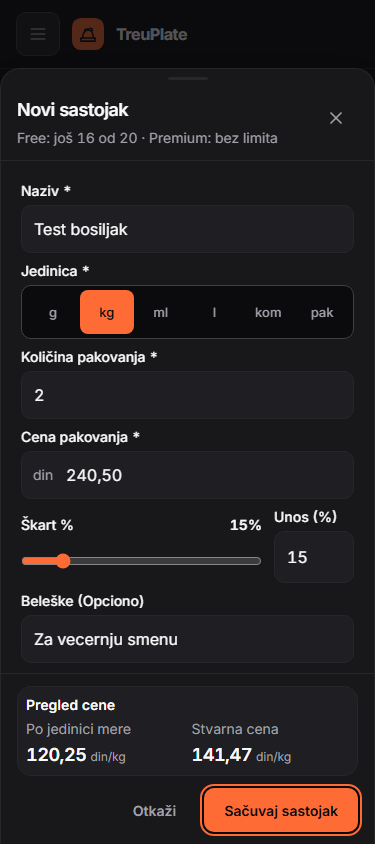 TreuPlate
Novi sastojak
Free: još 16 od 20 · Premium: bez limita
Naziv *
Test bosiljak
Jedinica *
g kg ml l kom pak
Količina pakovanja *
2
Cena pakovanja *
din 240,50
Škart % 15% Unos (%)
15
Beleške (Opciono)
Za vecernju smenu
Pregled cene
Po jedinici mere Stvarna cena
120,25 din/kg 141,47 din/kg
Otkaži Sačuvaj sastojak